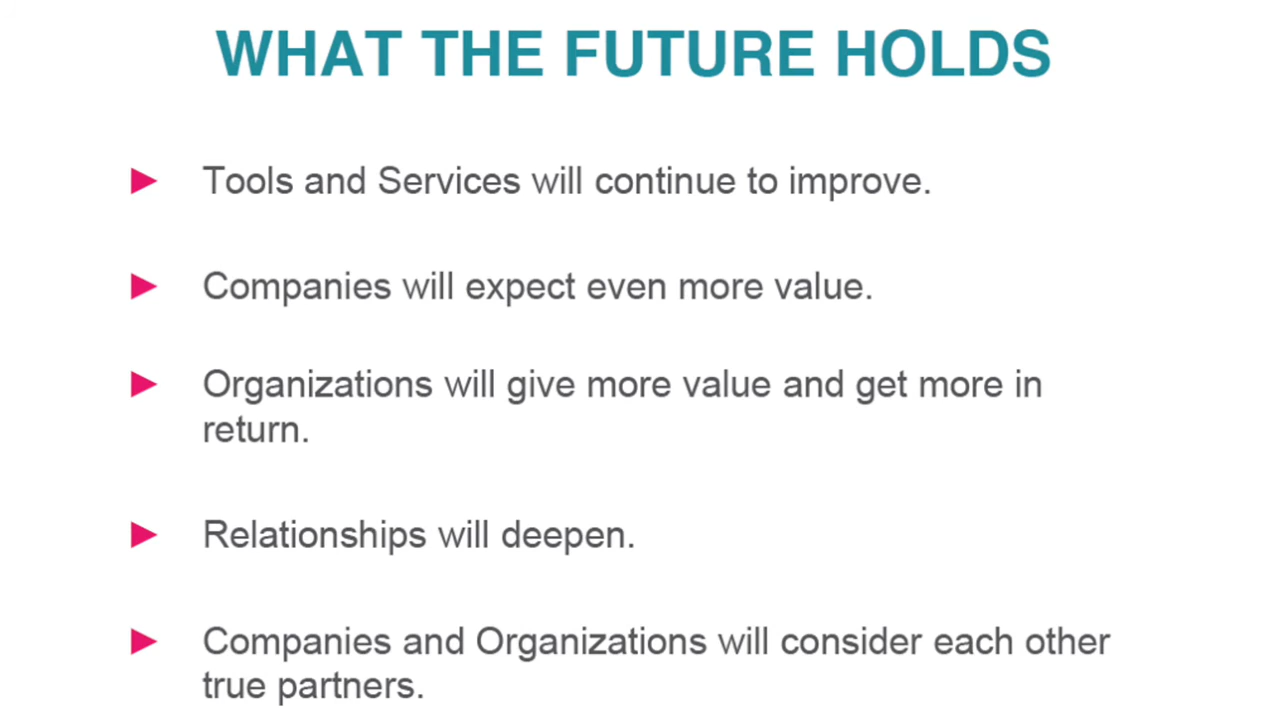 WHAT THE FUTURE HOLDS
Tools and Services will continue to improve.
Companies will expect even more value.
Organizations will give more value and get more in
return.
Relationships will deepen.
Companies and Organizations will consider each other
true partners.